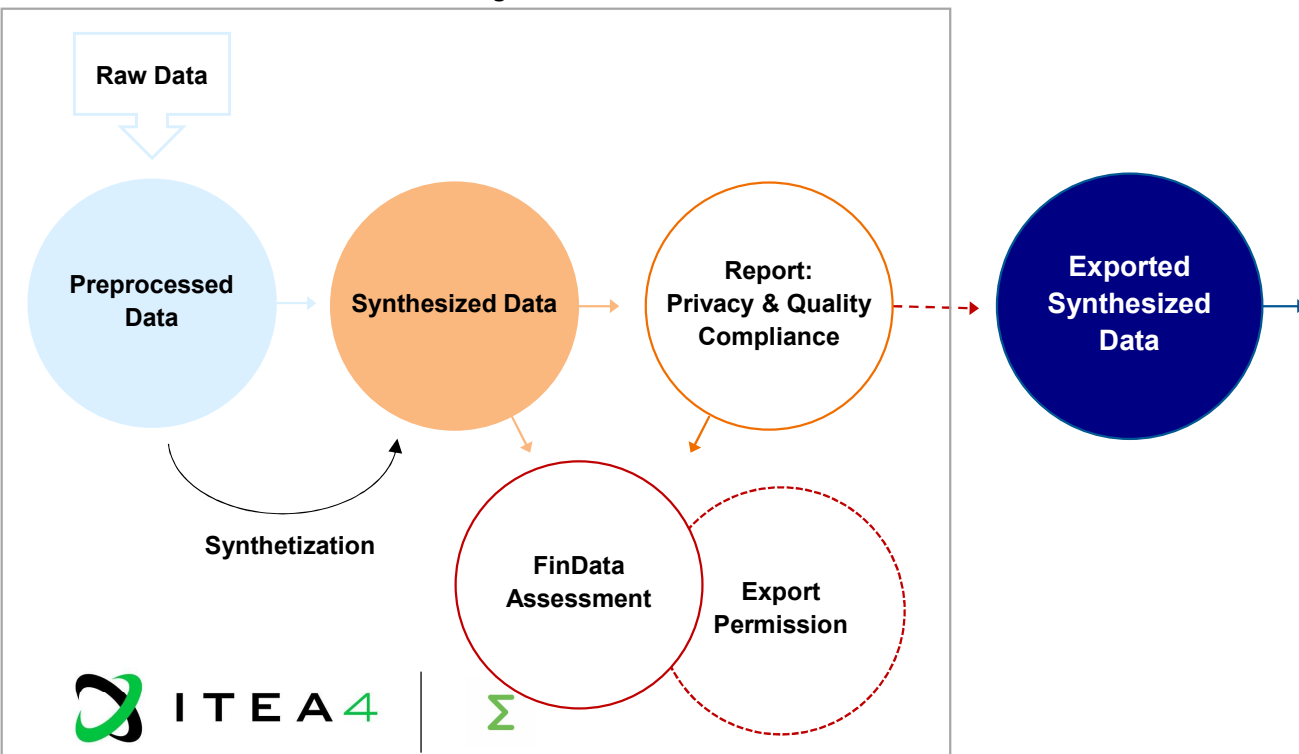 Raw Data
Preprocessed
Data
Synthesized Data
Report:
Privacy & Quality
Compliance
Exported
Synthesized
Data
Synthetization
FinData
Assessment
Export
Permission
ITEA4
Σ